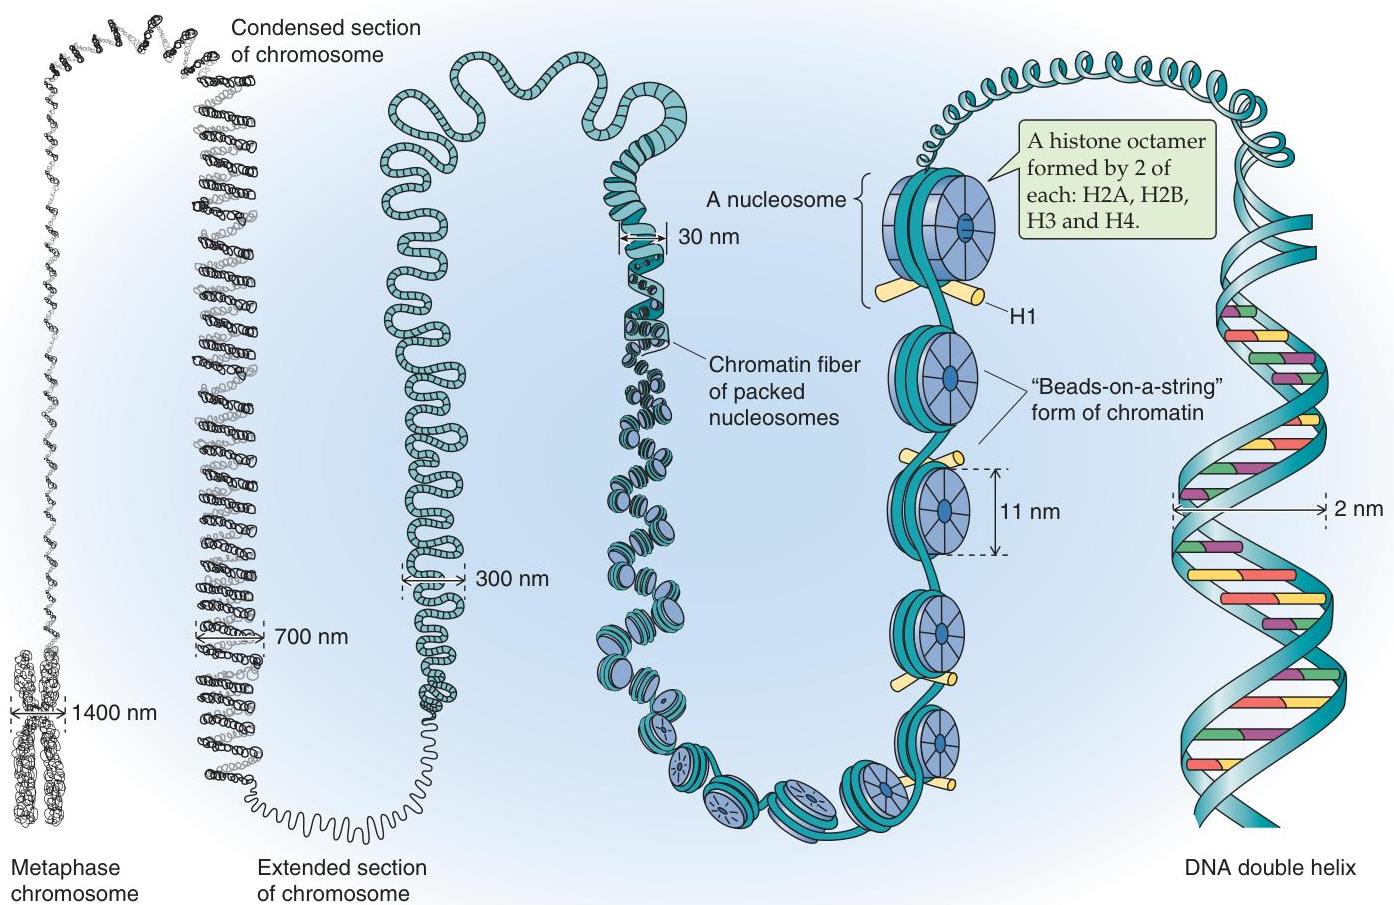 Condensed section
of chromosome
A histone octamer
formed by 2 of
each: H2A, H2B,
H3 and H4.
A nucleosome
30 nm
H1
Chromatin fiber
of packed
nucleosomes
“Beads-on-a-string”
form of chromatin
11 nm
2 nm
300 nm
700 nm
1400 nm
Metaphase
chromosome
Extended section
of chromosome
DNA double helix